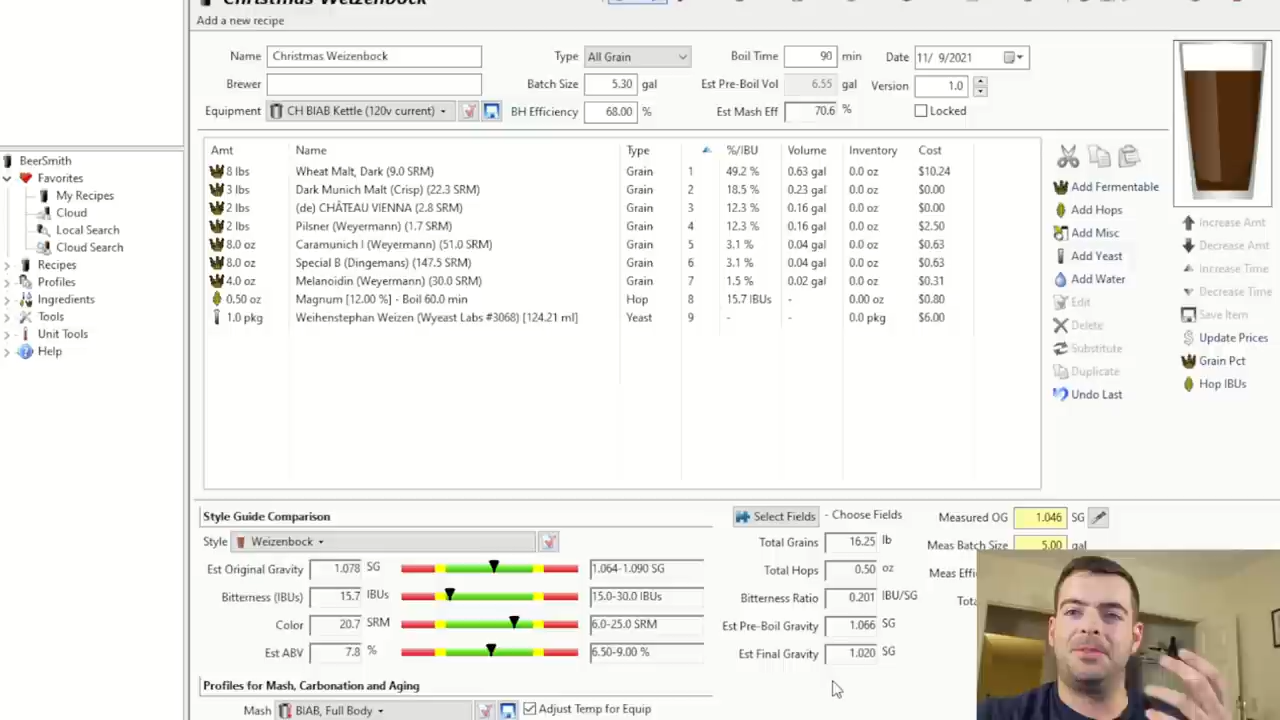 Christmas Weizenbock
Add a new recipe
Name Christmas Weizenbock Type All Grain Boil Time 90 min Date 11/ 9/2021
Brewer Batch Size 5.30 gal Est Pre-Boil Vol 6.55 gal Version 1.0
Equipment CH BIAB Kettle (120v current) BH Efficiency 68.00 % Est Mash Eff 70.6 % Locked
Amt Name Type %/IBU Volume Inventory Cost
8 lbs Wheat Malt, Dark (9.0 SRM) Grain 1 49.2 % 0.63 gal 0.0 oz $10.24
3 lbs Dark Munich Malt (Crisp) (22.3 SRM) Grain 2 18.5 % 0.23 gal 0.0 oz $0.00
2 lbs (de) CHÂTEAU VIENNA (2.8 SRM) Grain 3 12.3 % 0.16 gal 0.0 oz $0.00
2 lbs Pilsner (Weyermann) (1.7 SRM) Grain 4 12.3 % 0.16 gal 0.0 oz $2.50
8.0 oz Caramunich I (Weyermann) (51.0 SRM) Grain 5 3.1 % 0.04 gal 0.0 oz $0.63
8.0 oz Special B (Dingemans) (147.5 SRM) Grain 6 3.1 % 0.04 gal 0.0 oz $0.63
4.0 oz Melanoidin (Weyermann) (30.0 SRM) Grain 7 1.5 % 0.02 gal 0.0 oz $0.31
0.50 oz Magnum [12.00 %] - Boil 60.0 min Hop 8 15.7 IBUs - 0.00 oz $0.80
1.0 pkg Weihenstephan Weizen (Wyeast Labs #3068) [124.21 ml] Yeast 9 - - 0.0 pkg $6.00
BeerSmith
Favorites
My Recipes
Cloud
Local Search
Cloud Search
Recipes
Profiles
Ingredients
Tools
Unit Tools
Help
Add Fermentable
Add Hops
Add Misc
Add Yeast
Add Water
Edit
Delete
Substitute
Duplicate
Undo Last
Increase Amt
Decrease Amt
Increase Time
Decrease Time
Save Item
Update Prices
Grain Pct
Hop IBUs
Style Guide Comparison
Style Weizenbock
Est Original Gravity 1.078 SG 1.064-1.090 SG
Bitterness (IBUs) 15.7 IBUs 15.0-30.0 IBUs
Color 20.7 SRM 6.0-25.0 SRM
Est ABV 7.8 % 6.50-9.00 %
Select Fields - Choose Fields
Total Grains 16.25 lb
Total Hops 0.50 oz
Bitterness Ratio 0.201 IBU/SG
Est Pre-Boil Gravity 1.066 SG
Est Final Gravity 1.020 SG
Measured OG 1.046 SG
Meas Batch Size 5.00 gal
Meas Effi
Tot
Profiles for Mash, Carbonation and Aging
Mash BIAB, Full Body Adjust Temp for Equip